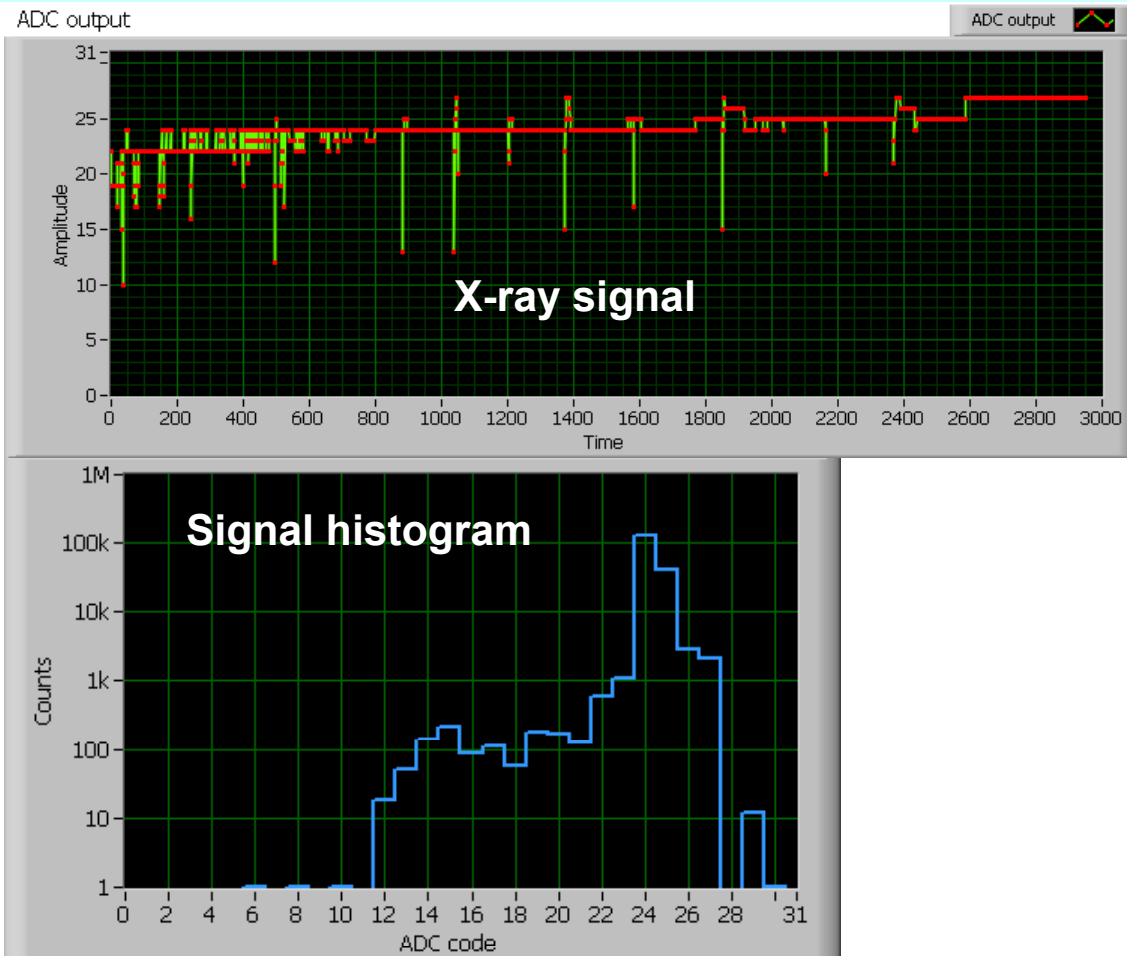 ADC output
ADC output
31
25
20
15
10
5
0
Amplitude
X-ray signal
0 200 400 600 800 1000 1200 1400 1600 1800 2000 2200 2400 2600 2800 3000
Time
1M
100k
10k
1k
100
10
1
Counts
Signal histogram
0 2 4 6 8 10 12 14 16 18 20 22 24 26 28 31
ADC code